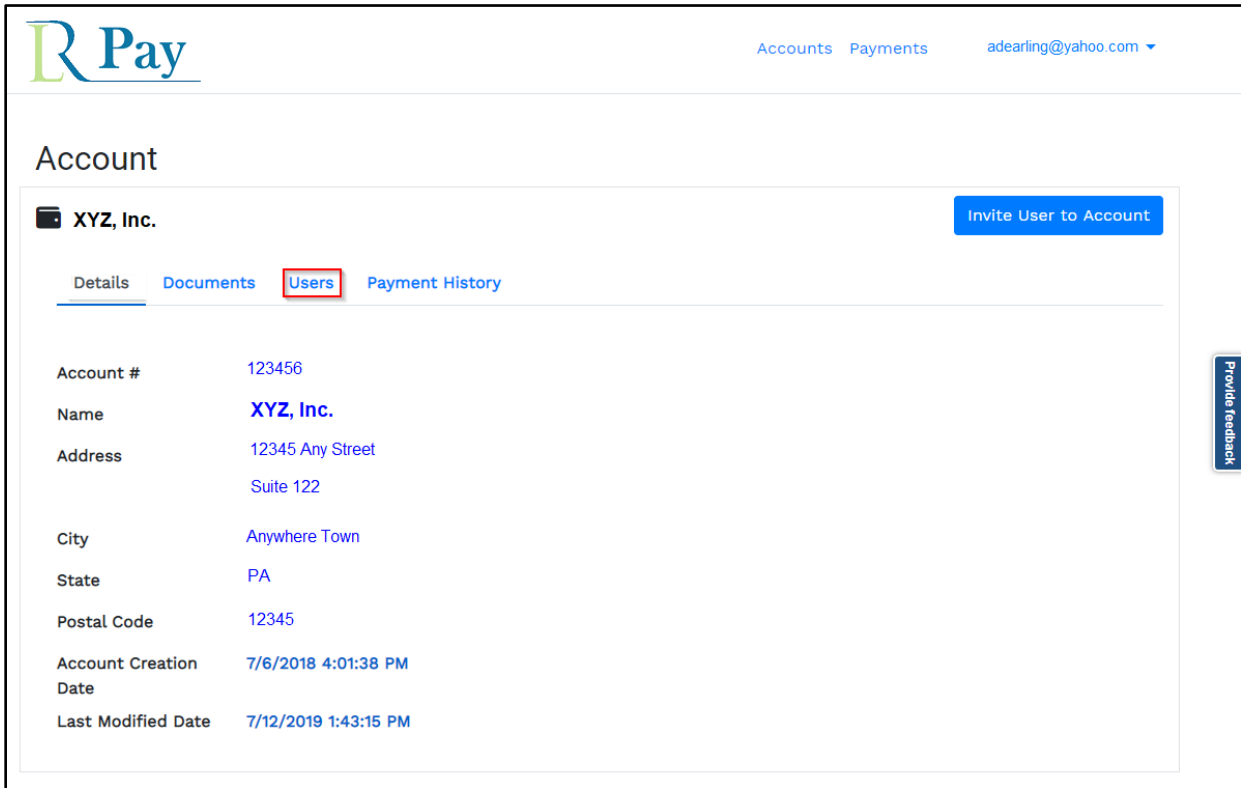 LR Pay
Accounts Payments adearling@yahoo.com
Account
XYZ, Inc. Invite User to Account
Details Documents Users Payment History
Account # 123456
Name XYZ, Inc.
Address 12345 Any Street
Suite 122
City Anywhere Town
State PA
Postal Code 12345
Account Creation 7/6/2018 4:01:38 PM
Date
Last Modified Date 7/12/2019 1:43:15 PM
Provide feedback